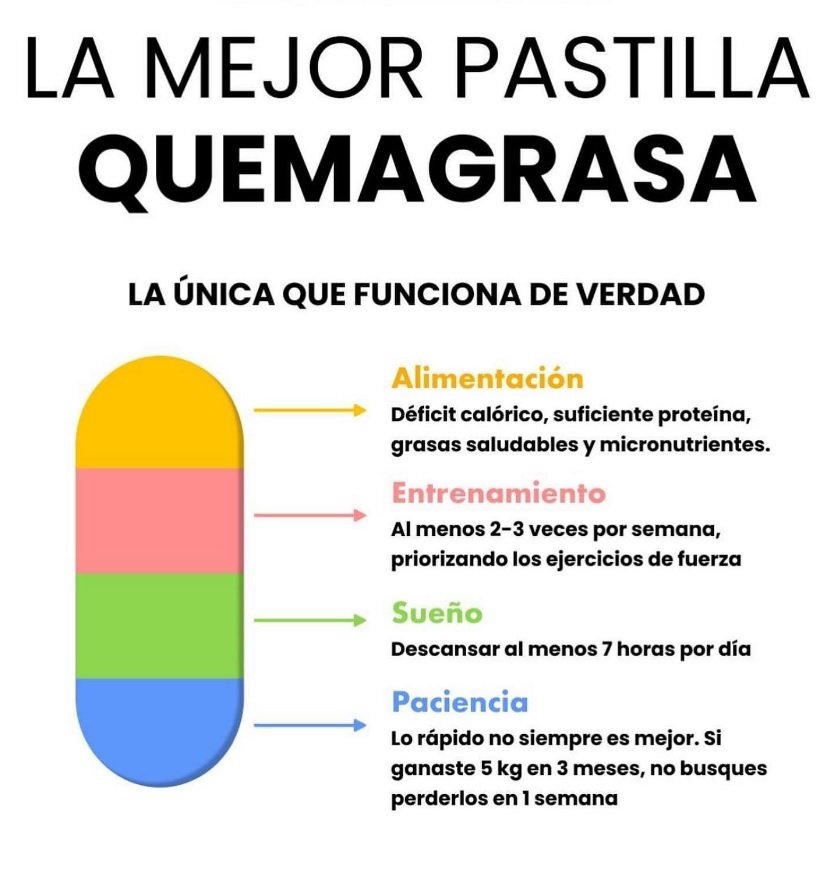 LA MEJOR PASTILLA
QUEMAGRASA
LA ÚNICA QUE FUNCIONA DE VERDAD
Alimentación
Déficit calórico, suficiente proteína,
grasas saludables y micronutrientes.
Entrenamiento
Al menos 2-3 veces por semana,
priorizando los ejercicios de fuerza
Sueño
Descansar al menos 7 horas por día
Paciencia
Lo rápido no siempre es mejor. Si
ganaste 5 kg en 3 meses, no busques
perderlos en 1 semana